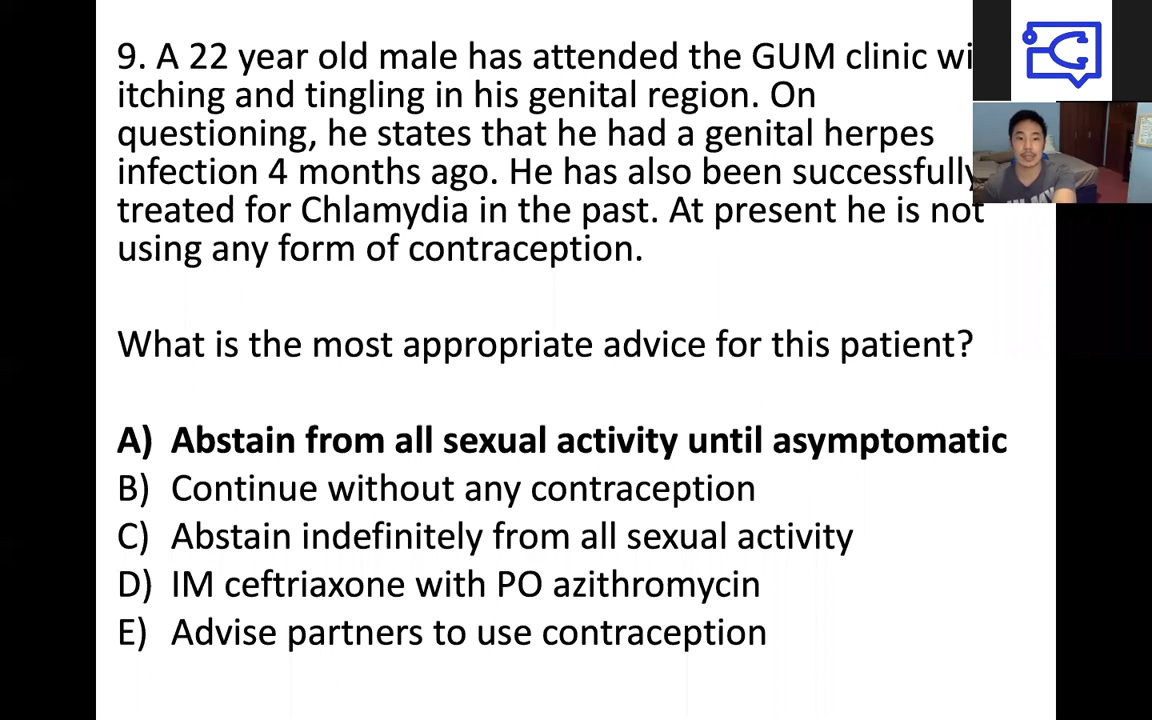 9. A 22 year old male has attended the GUM clinic
itching and tingling in his genital region. On
questioning, he states that he had a genital herpes
infection 4 months ago. He has also been successfully
treated for Chlamydia in the past. At present he is not
using any form of contraception.
What is the most appropriate advice for this patient?
A) Abstain from all sexual activity until asymptomatic
B) Continue without any contraception
C) Abstain indefinitely from all sexual activity
D) IM ceftriaxone with PO azithromycin
E) Advise partners to use contraception